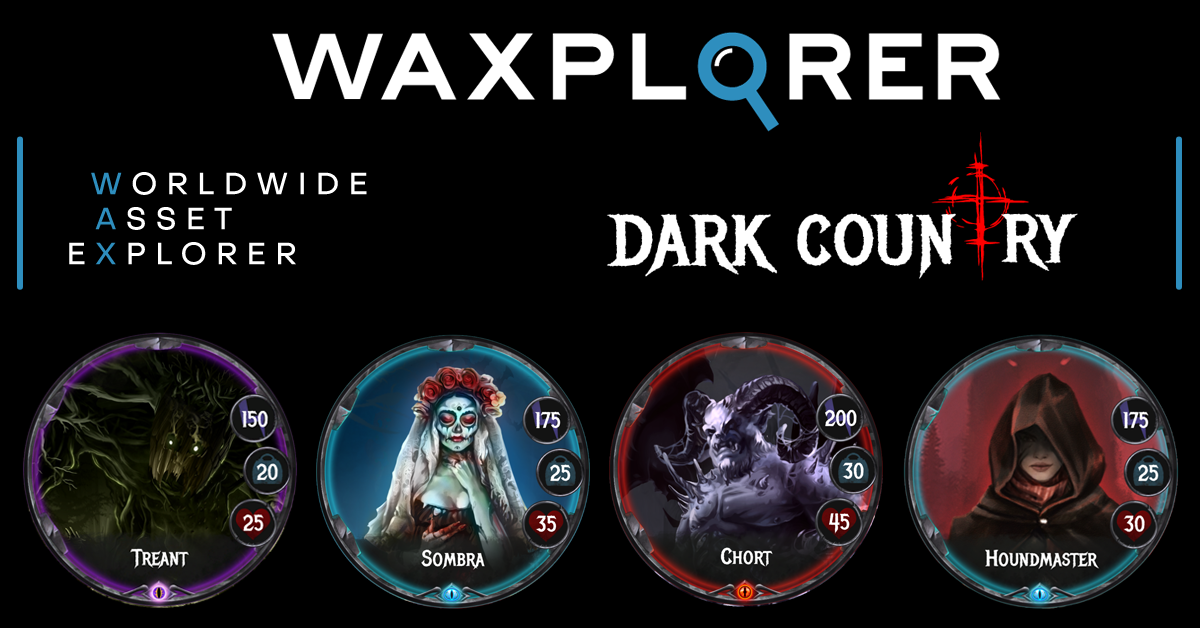 WAXPLORER
WORLDWIDE
ASSET
EXPLORER
DARK COUNTRY
150
20
25
TREANT
175
25
35
SOMBRA
200
30
45
CHORT
175
25
30
HOUNDMASTER